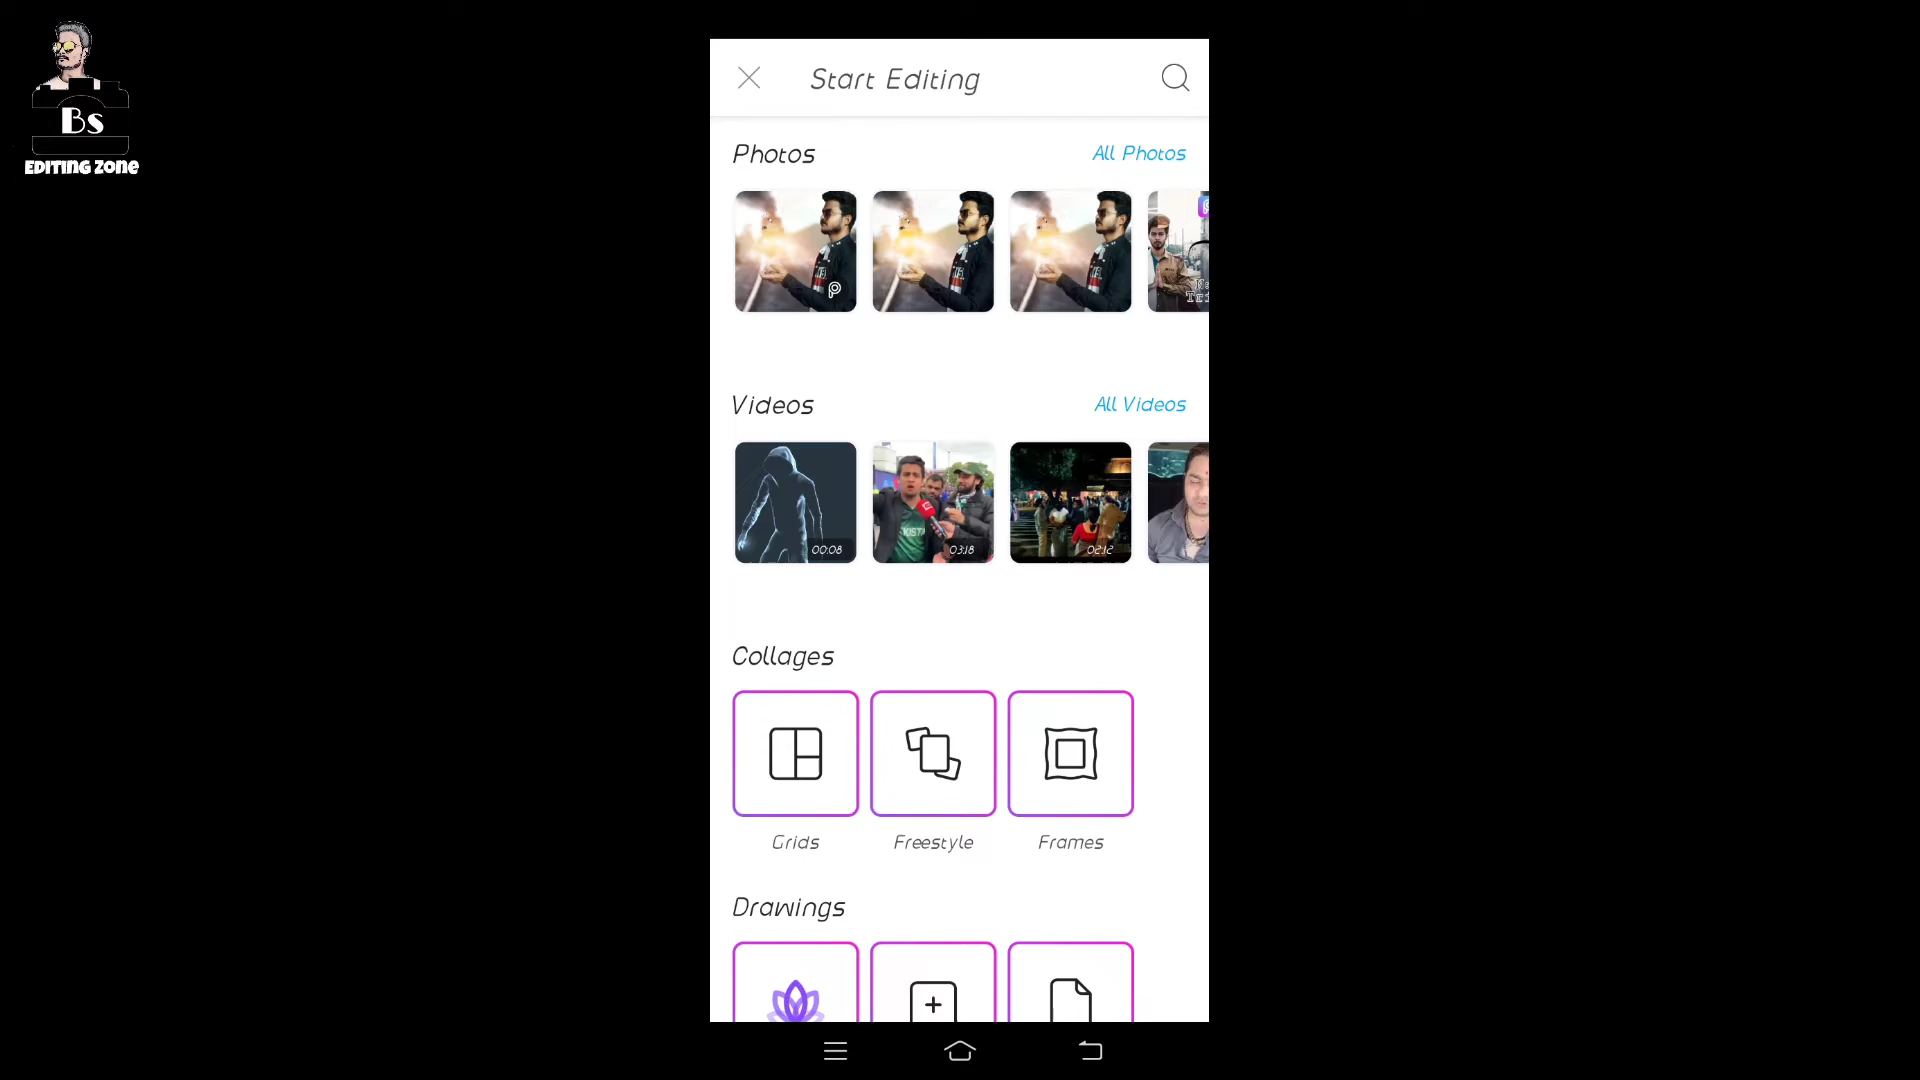 Bs
EDITING ZONE
Start Editing
Photos
All Photos
Videos
All Videos
00:08
03:18
02:12
Collages
Grids
Freestyle
Frames
Drawings